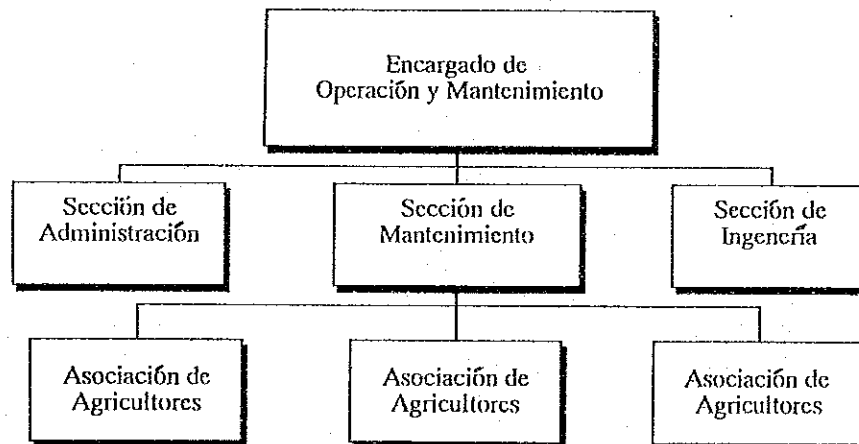 Encargado de
Operación y Mantenimiento
Sección de
Administración
Sección de
Mantenimiento
Sección de
Ingenería
Asociación de
Agricultores
Asociación de
Agricultores
Asociación de
Agricultores